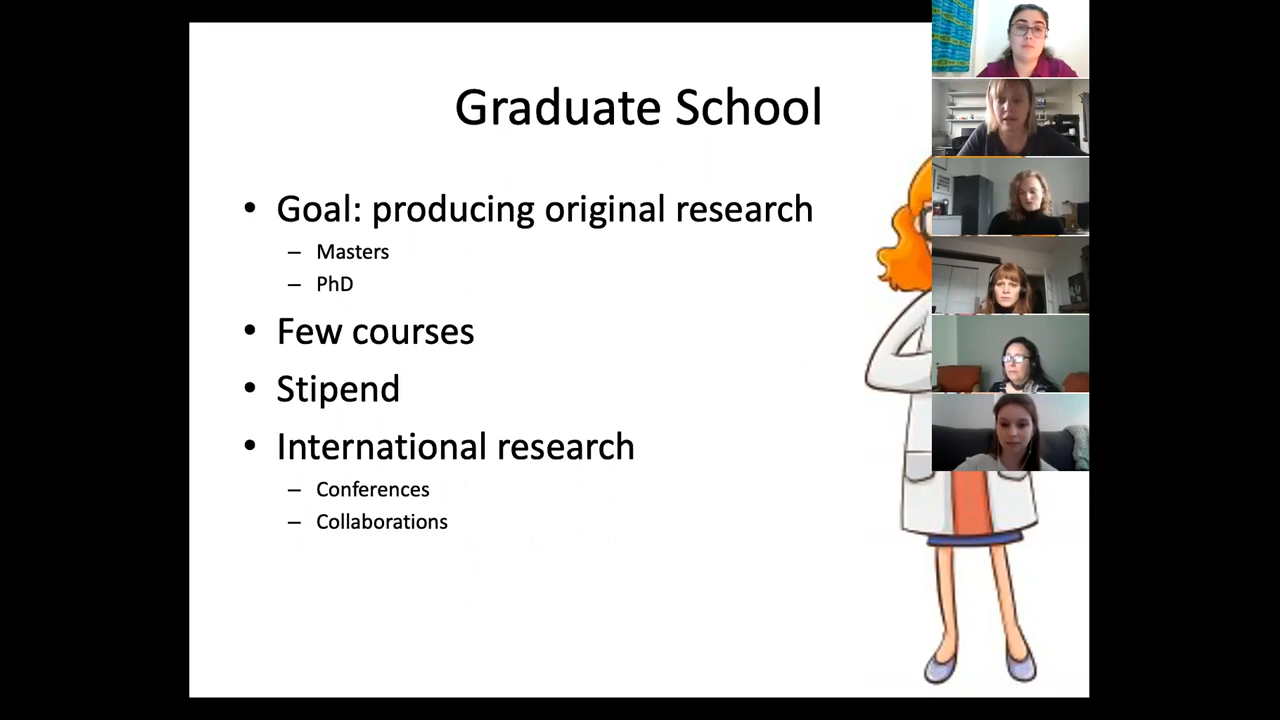 Graduate School
• Goal: producing original research
– Masters
– PhD
• Few courses
• Stipend
• International research
– Conferences
– Collaborations